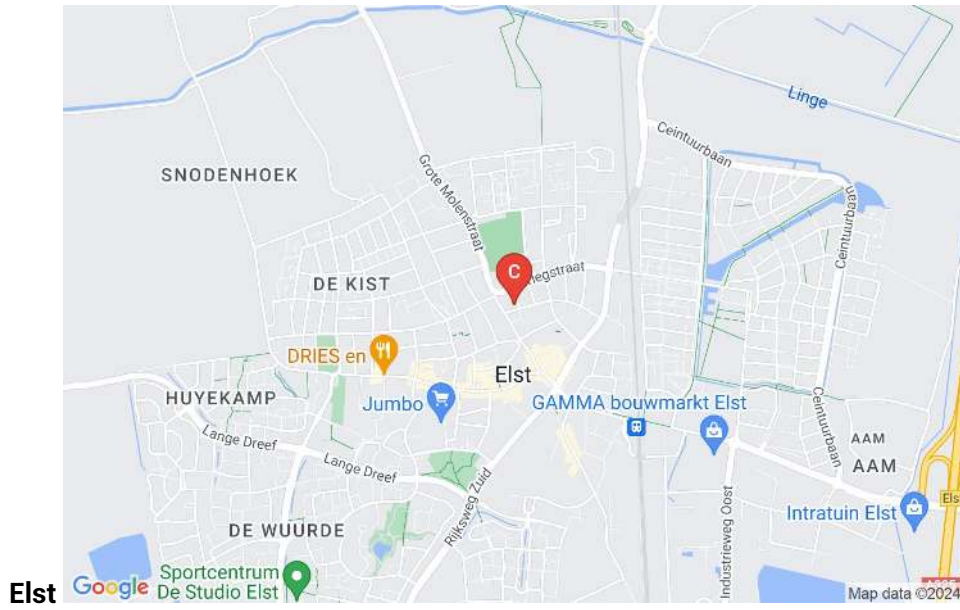 Linge
Ceintuurbaan
SNODENHOEK
Grote Molenstraat
Ceintuurbaan
C
DE KIST
DRIES en
Elst
HUYEKAMP
Jumbo
GAMMA bouwmarkt Elst
Lange Dreef
Lange Dreef
Ceintuurbaan
AAM
AAM
Rijksweg Zuid
Industrieweg Oost
Intratuin Elst
DE WUURDE
Elst
Google
Sportcentrum
De Studio Elst
Map data ©2024